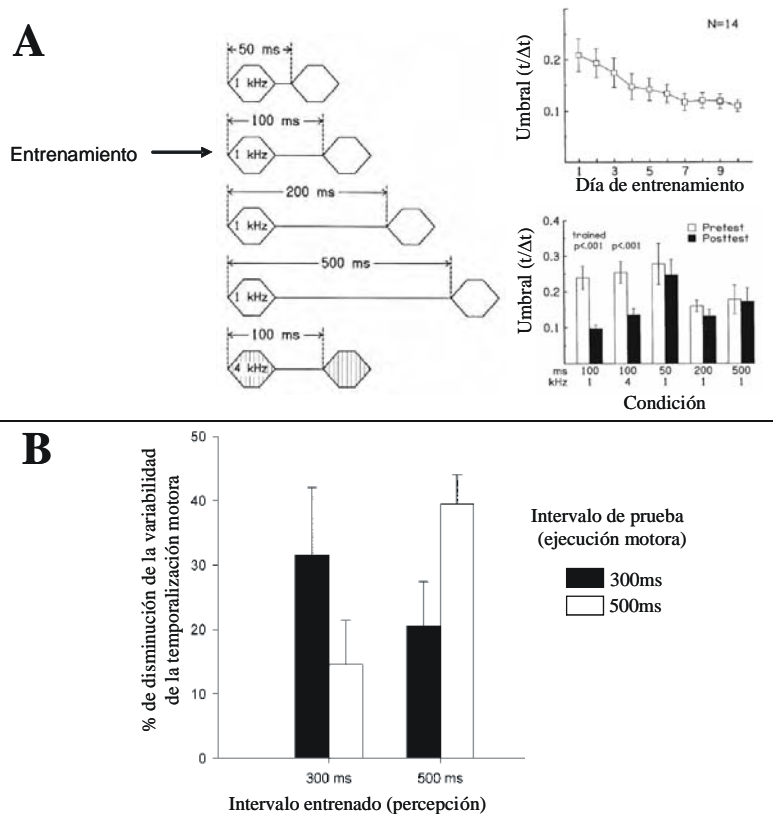 A
Entrenamiento
50 ms
1 kHz
100 ms
1 kHz
200 ms
1 kHz
500 ms
1 kHz
100 ms
4 kHz
N=14
Umbral (t/Δt)
0.2
0.1
1 3 5 7 9
Día de entrenamiento
Umbral (t/Δt)
0.4
0.3
0.2
0.1
trained
p<.001 p<.001
Pretest
Posttest
ms 100 100 50 200 500
kHz 1 4 1 1 1
Condición
B
% de disminución de la variabilidad
de la temporalización motora
50
40
30
20
10
0
300 ms 500 ms
Intervalo entrenado (percepción)
Intervalo de prueba
(ejecución motora)
300ms
500ms